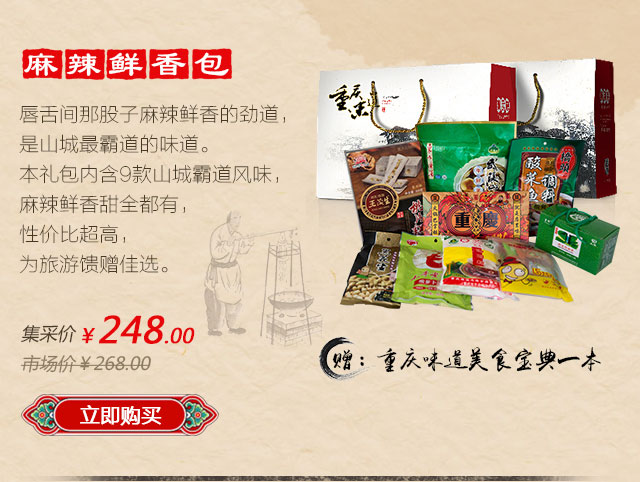 麻辣鲜香包
唇舌间那股子麻辣鲜香的劲道，
是山城最霸道的味道。
本礼包内含9款山城霸道风味，
麻辣鲜香甜全都有，
性价比超高，
为旅游馈赠佳选。
集采价 ¥ 248.00
市场价 ¥ 268.00
立即购买
重庆味道
重慶
赠：重庆味道美食宝典一本